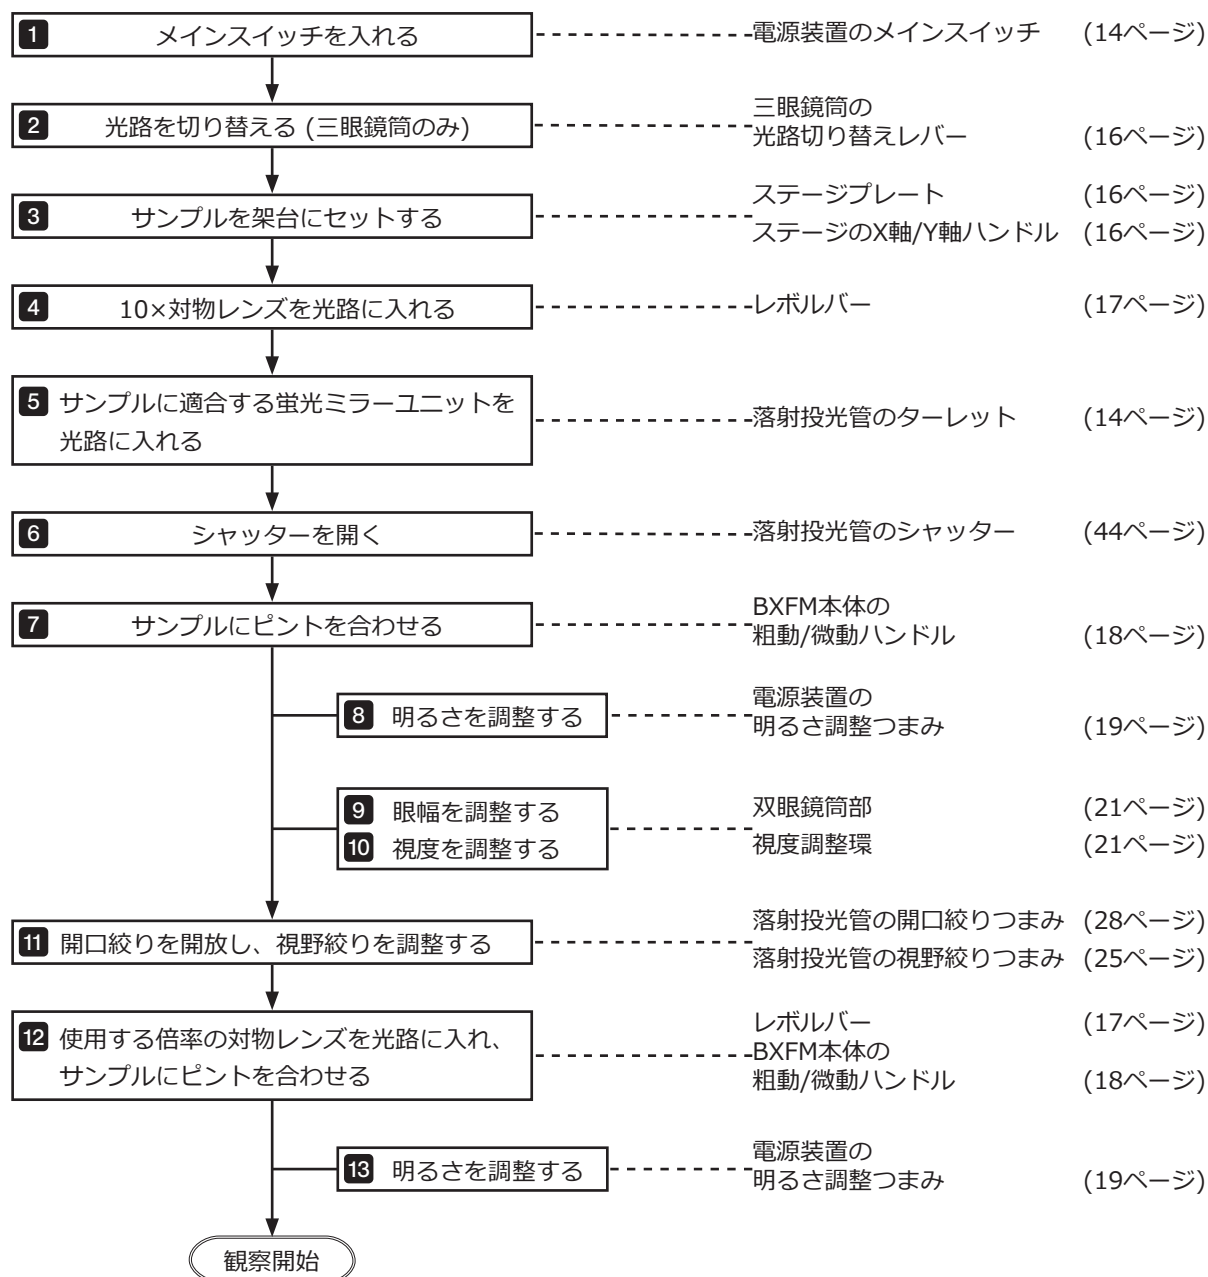 1 メインスイッチを入れる 電源装置のメインスイッチ (14ページ)
2 光路を切り替える (三眼鏡筒のみ) 三眼鏡筒の
光路切り替えレバー (16ページ)
3 サンプルを架台にセットする ステージプレート (16ページ)
ステージのX軸/Y軸ハンドル (16ページ)
4 10×対物レンズを光路に入れる レボルバー (17ページ)
5 サンプルに適合する蛍光ミラーユニットを
光路に入れる
落射投光管のターレット (14ページ)
6 シャッターを開く 落射投光管のシャッター (44ページ)
7 サンプルにピントを合わせる BXFM本体の
粗動/微動ハンドル (18ページ)
8 明るさを調整する 電源装置の
明るさ調整つまみ (19ページ)
9 眼幅を調整する 双眼鏡筒部 (21ページ)
10 視度を調整する 視度調整環 (21ページ)
11 開口絞りを開放し、視野絞りを調整する 落射投光管の開口絞りつまみ (28ページ)
落射投光管の視野絞りつまみ (25ページ)
12 使用する倍率の対物レンズを光路に入れ、
サンプルにピントを合わせる
レボルバー (17ページ)
BXFM本体の
粗動/微動ハンドル (18ページ)
13 明るさを調整する 電源装置の
明るさ調整つまみ (19ページ)
観察開始